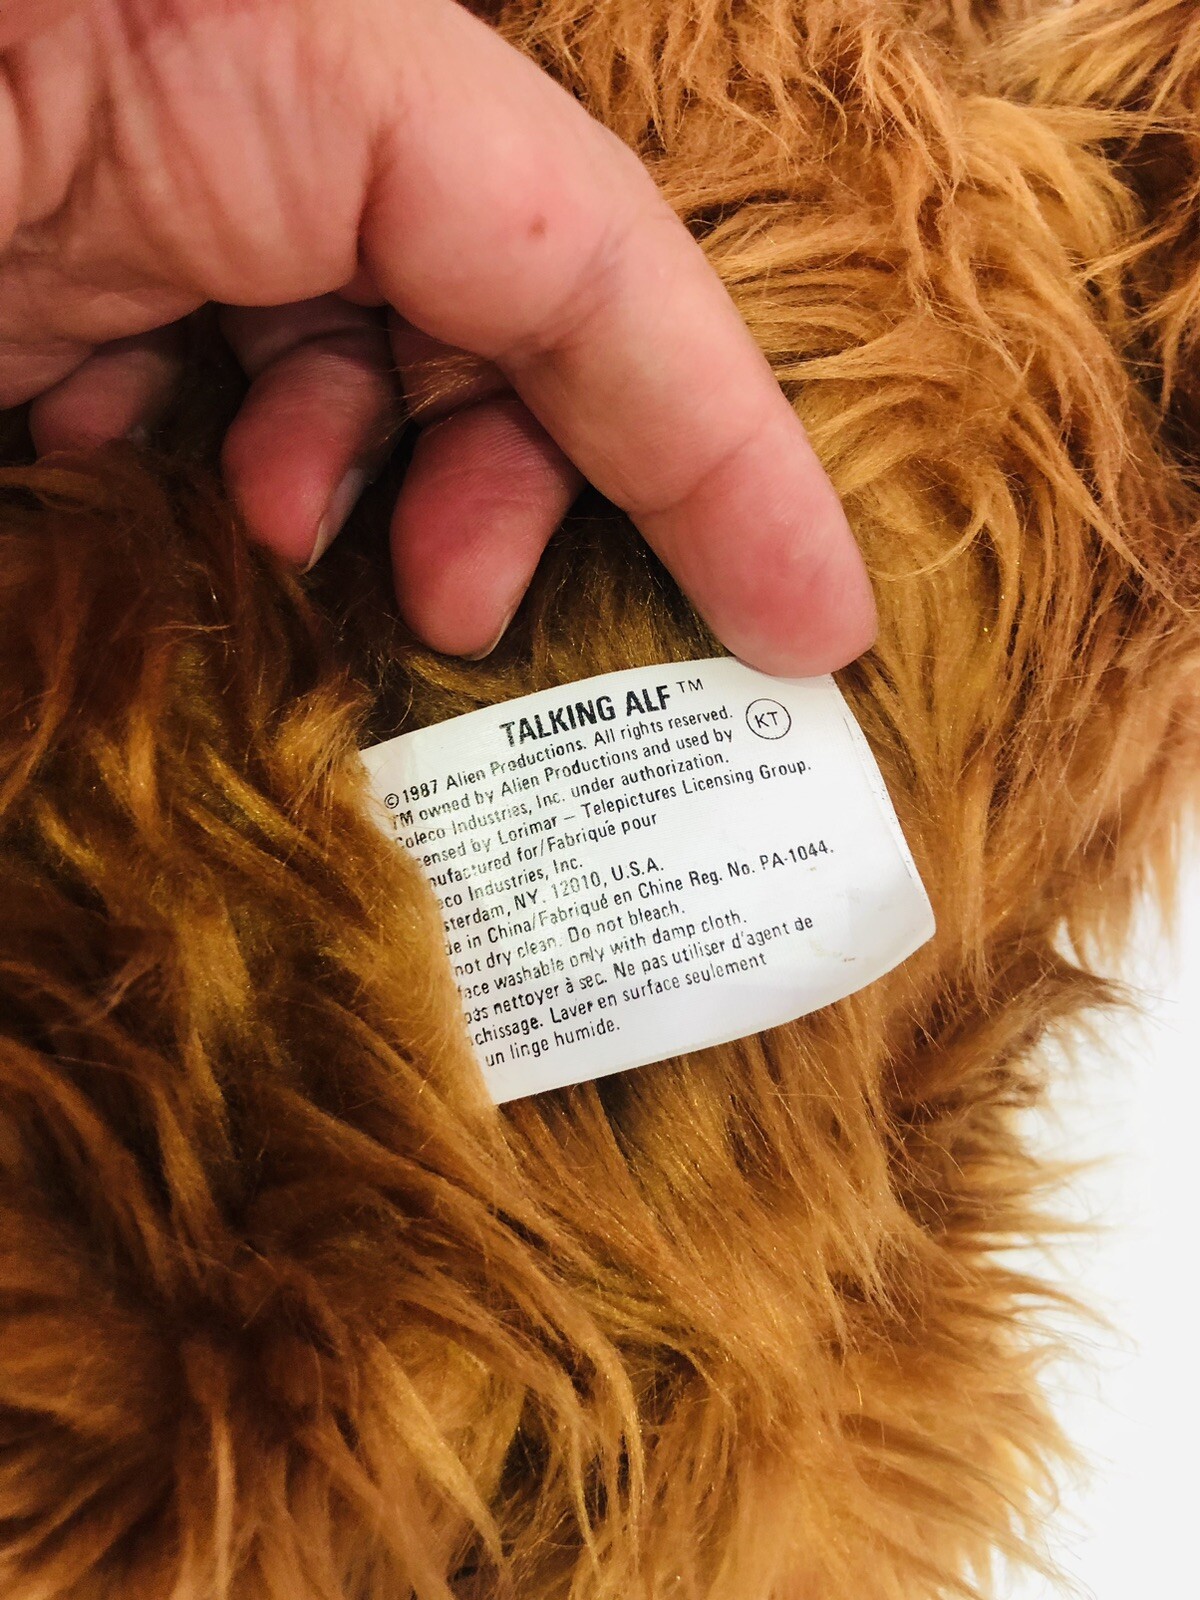 TALKING ALF ™
© 1987 Alien Productions. All rights reserved.
KT
TM owned by Alien Productions and used by
Coleco Industries, Inc. under authorization.
censed by Lorimar – Telepictures Licensing Group.
nufactured for/Fabriqué pour
eco Industries, Inc.
sterdam, NY. 12010, U.S.A.
de in China/Fabriqué en Chine Reg. No. PA-1044.
not dry clean. Do not bleach.
face washable only with damp cloth.
pas nettoyer à sec. Ne pas utiliser d'agent de
chissage. Laver en surface seulement
un linge humide.